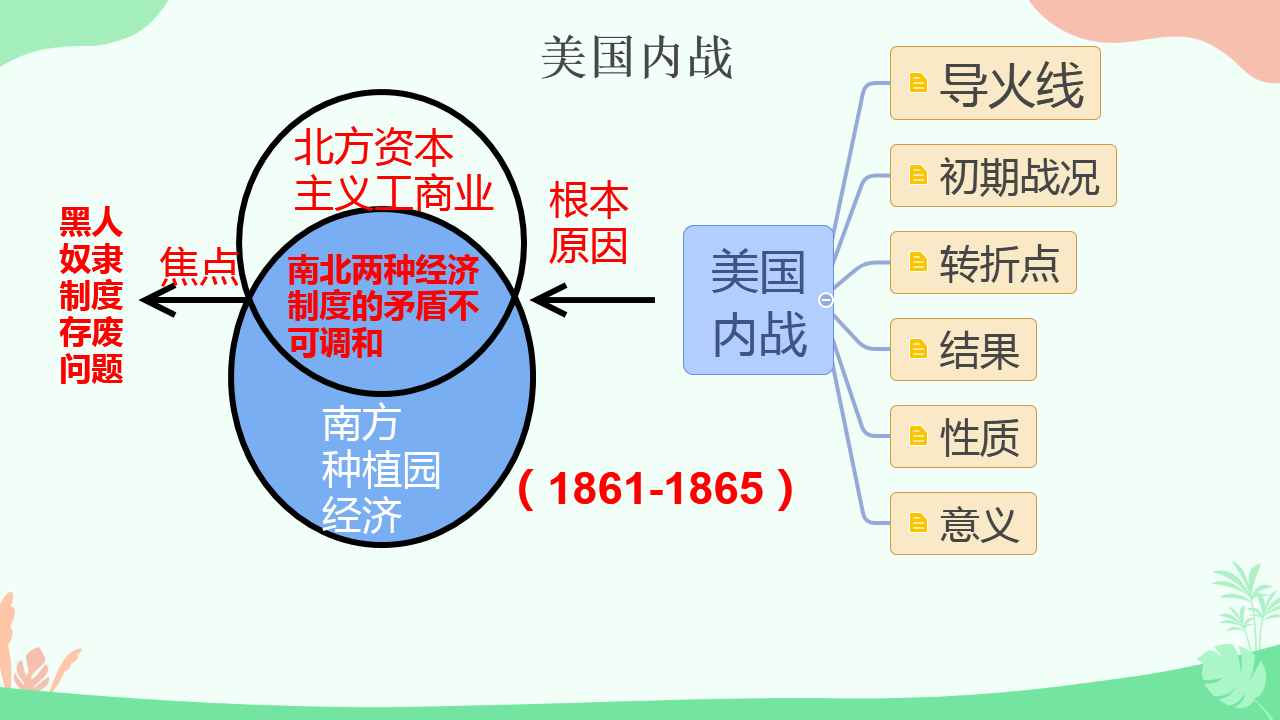 美国内战
北方资本
主义工商业
南北两种经济
制度的矛盾不
可调和
南方
种植园
经济
焦点
黑人
奴隶
制度
存废
问题
根本
原因
美国
内战
（1861-1865）
导火线
初期战况
转折点
结果
性质
意义